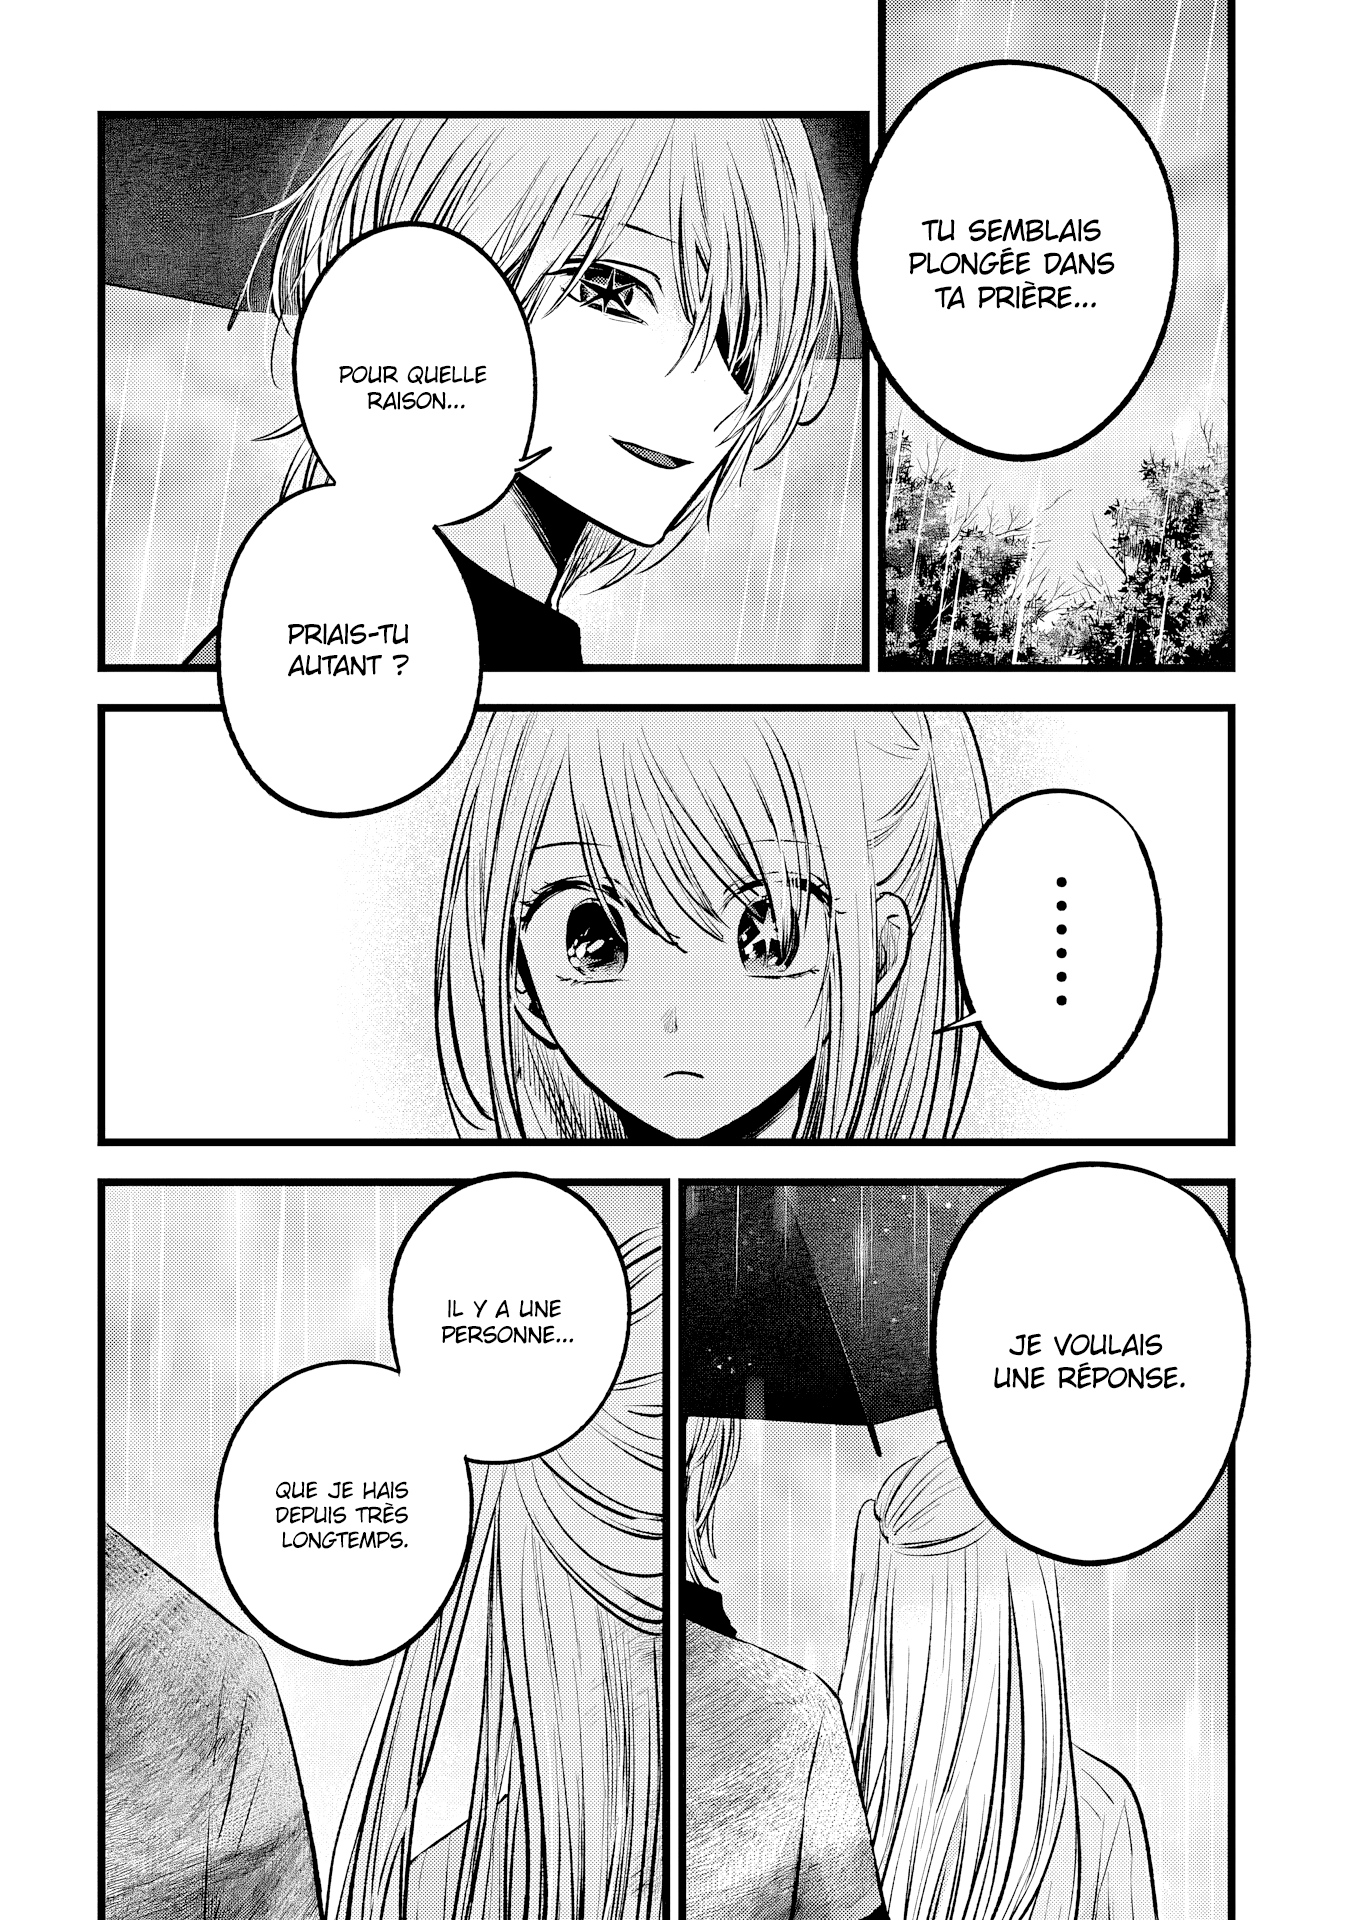 TU SEMBLAIS
PLONGÉE DANS
TA PRIÈRE...
POUR QUELLE
RAISON...
PRIAIS-TU
AUTANT ?
......
JE VOULAIS
UNE RÉPONSE.
IL Y A UNE
PERSONNE...
QUE JE HAIS
DEPUIS TRÈS
LONGTEMPS.